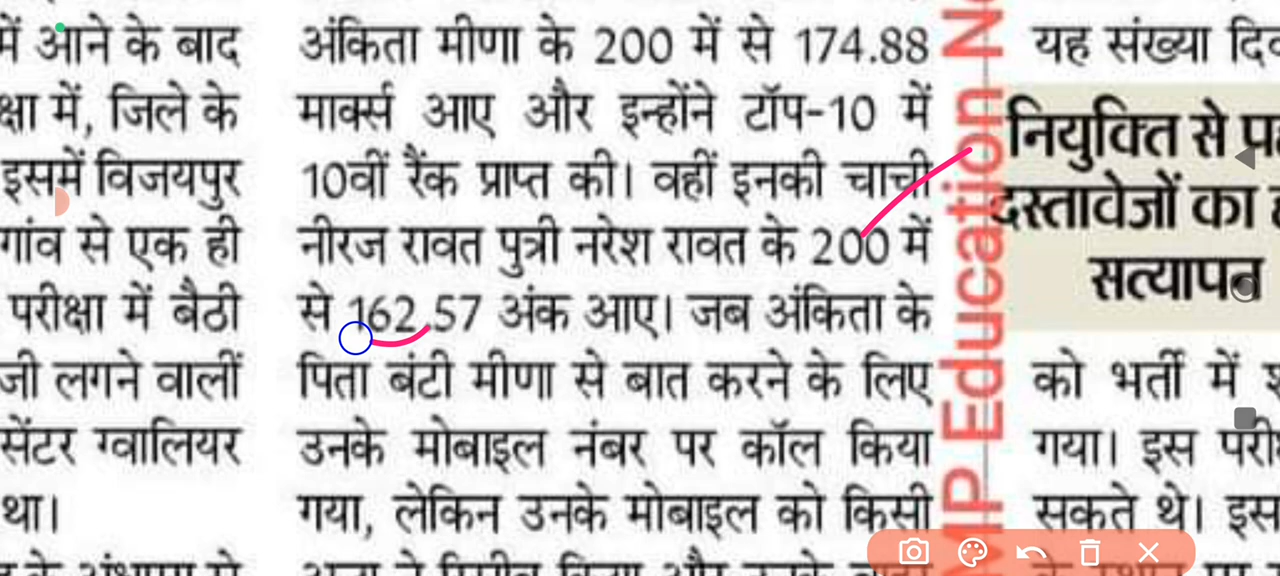 में आने के बाद
क्षा में, जिले के
इसमें विजयपुर
गांव से एक ही
परीक्षा में बैठी
जी लगने वालीं
सेंटर ग्वालियर
था।
अंकिता मीणा के 200 में से 174.88
मार्क्स आए और इन्होंने टॉप-10 में
10वीं रैंक प्राप्त की। वहीं इनकी चाची
नीरज रावत पुत्री नरेश रावत के 200 में
से 162.57 अंक आए। जब अंकिता के
पिता बंटी मीणा से बात करने के लिए
उनके मोबाइल नंबर पर कॉल किया
गया, लेकिन उनके मोबाइल को किसी
MP Education
यह संख्या
नियुक्ति से
दस्तावेजों का
सत्यापन
को भर्ती में
गया। इस
सकते थे।